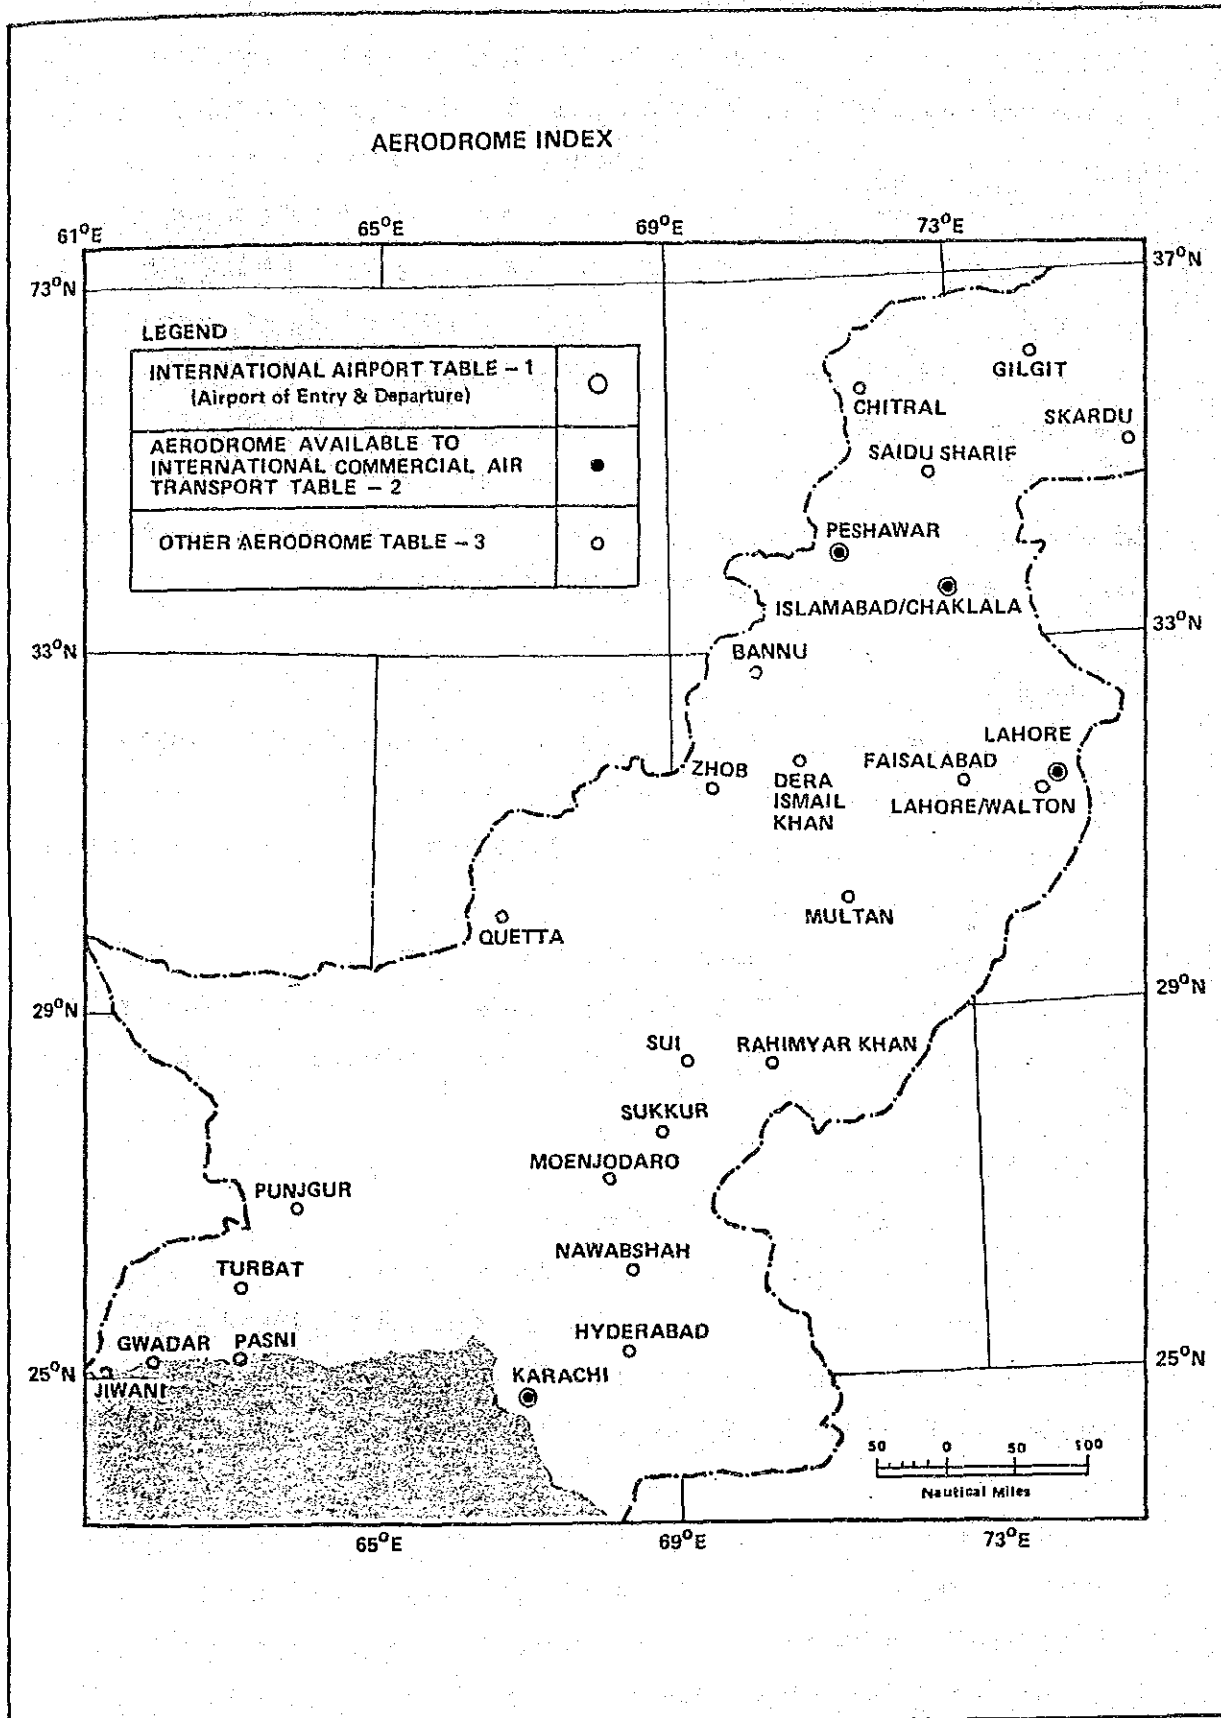 AERODROME INDEX
61°E 65°E 69°E 73°E
73°N 37°N
LEGEND
INTERNATIONAL AIRPORT TABLE – 1
(Airport of Entry & Departure)
AERODROME AVAILABLE TO
INTERNATIONAL COMMERCIAL AIR
TRANSPORT TABLE – 2
OTHER AERODROME TABLE – 3
GILGIT
CHITRAL
SKARDU
SAIDU SHARIF
PESHAWAR
ISLAMABAD/CHAKLALA
33°N 33°N
BANNU
LAHORE
ZHOB
FAISALABAD
DERA
ISMAIL
KHAN
LAHORE/WALTON
MULTAN
QUETTA
29°N 29°N
SUI
RAHIMYAR KHAN
SUKKUR
MOENJODARO
PUNJGUR
NAWABSHAH
TURBAT
HYDERABAD
GWADAR
PASNI
25°N 25°N
JIWANI
KARACHI
50 0 50 100
Nautical Miles
65°E 69°E 73°E